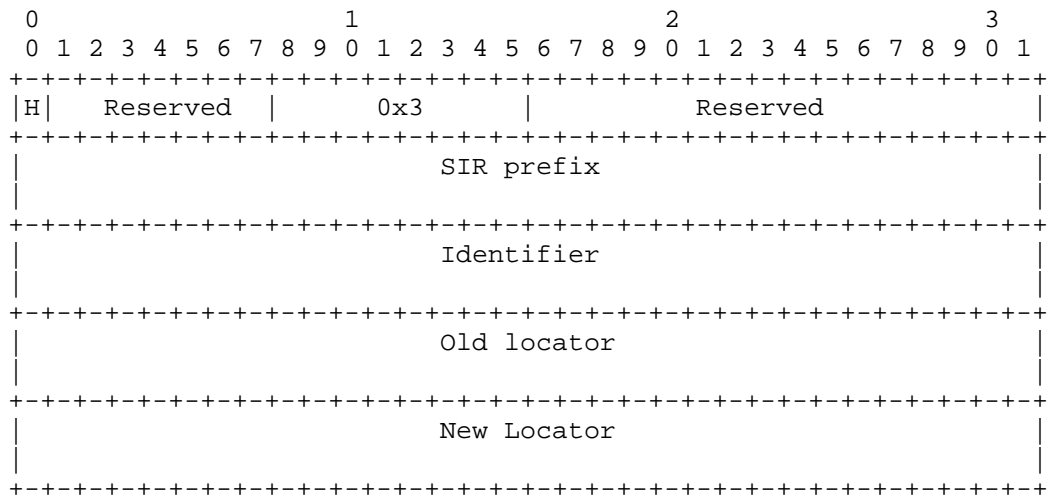 0                   1                   2                   3
 0 1 2 3 4 5 6 7 8 9 0 1 2 3 4 5 6 7 8 9 0 1 2 3 4 5 6 7 8 9 0 1
+-+-+-+-+-+-+-+-+-+-+-+-+-+-+-+-+-+-+-+-+-+-+-+-+-+-+-+-+-+-+-+-+
|H|   Reserved  |      0x3      |          Reserved             |
+-+-+-+-+-+-+-+-+-+-+-+-+-+-+-+-+-+-+-+-+-+-+-+-+-+-+-+-+-+-+-+-+
|                          SIR prefix                           |
|                                                               |
+-+-+-+-+-+-+-+-+-+-+-+-+-+-+-+-+-+-+-+-+-+-+-+-+-+-+-+-+-+-+-+-+
|                          Identifier                           |
|                                                               |
+-+-+-+-+-+-+-+-+-+-+-+-+-+-+-+-+-+-+-+-+-+-+-+-+-+-+-+-+-+-+-+-+
|                          Old locator                          |
|                                                               |
+-+-+-+-+-+-+-+-+-+-+-+-+-+-+-+-+-+-+-+-+-+-+-+-+-+-+-+-+-+-+-+-+
|                          New Locator                          |
|                                                               |
+-+-+-+-+-+-+-+-+-+-+-+-+-+-+-+-+-+-+-+-+-+-+-+-+-+-+-+-+-+-+-+-+